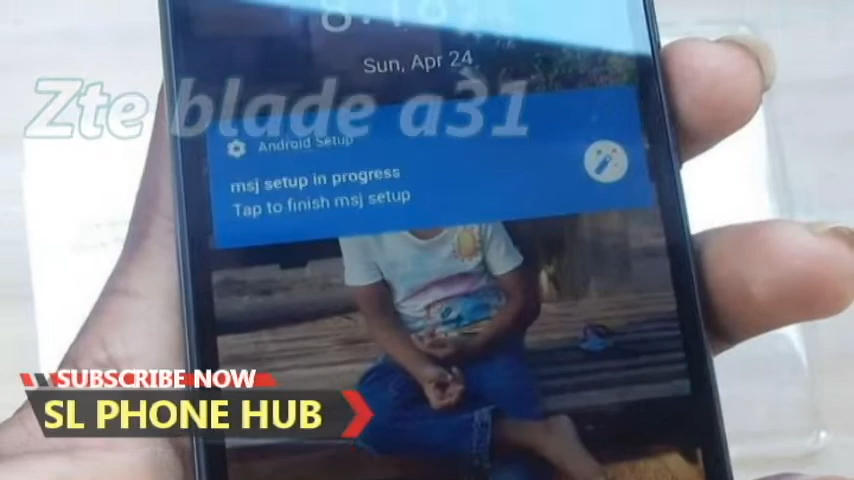 Sun, Apr 24
Zte blade a31
Android Setup
msj setup in progress
Tap to finish msj setup
SUBSCRIBE NOW
SL PHONE HUB